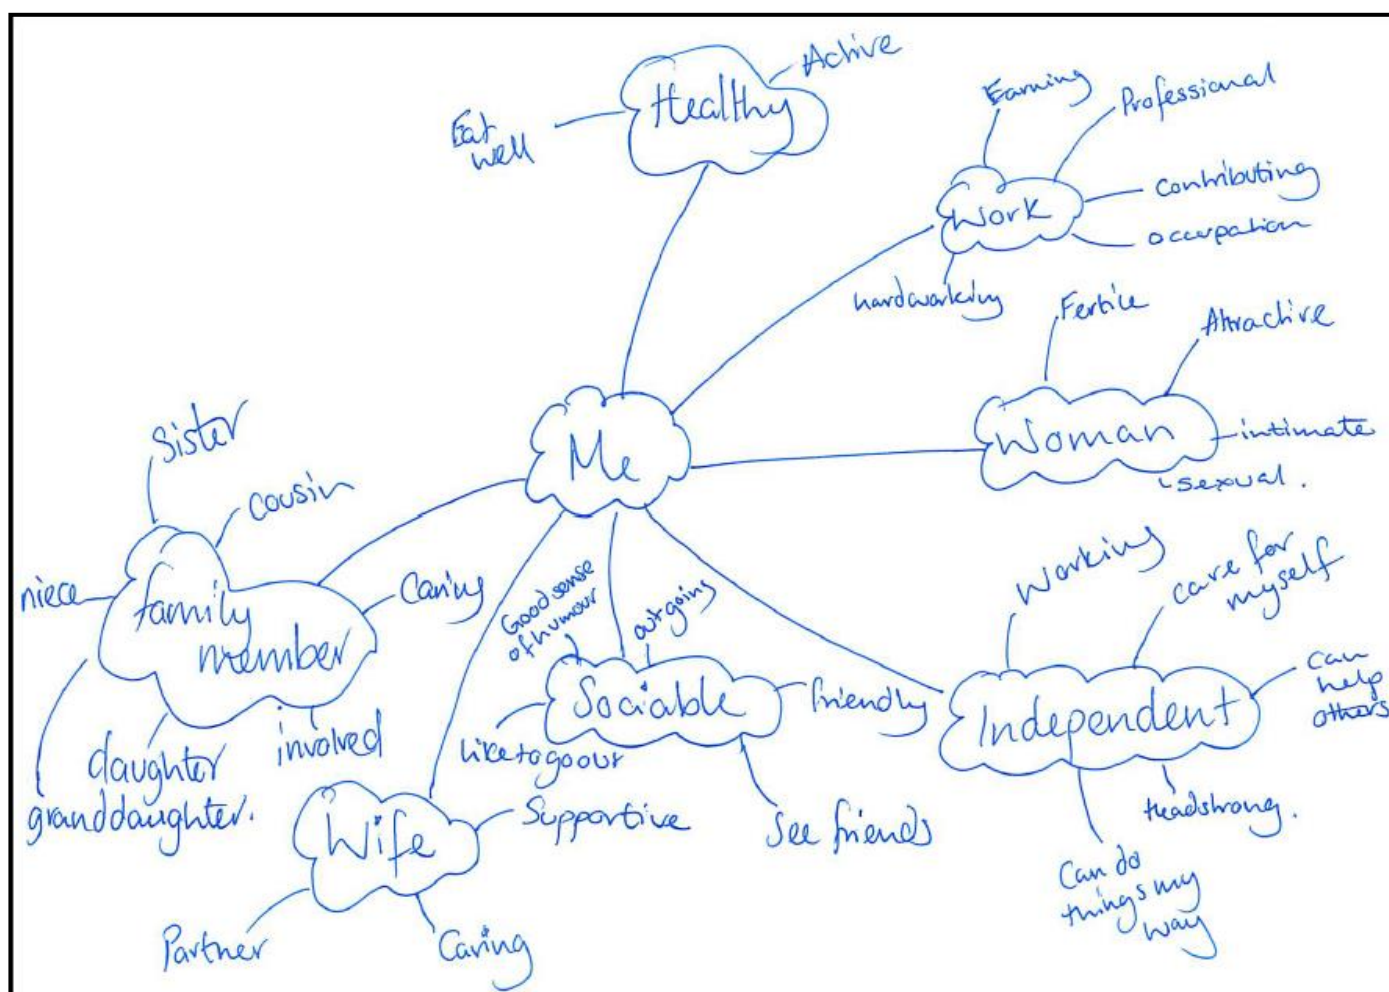 Healthy
Active
Eat
well
Work
Earning
Professional
contributing
occupation
hardworking
Woman
Fertile
Attractive
intimate
sexual.
Me
family
member
Sister
cousin
niece
Caring
involved
daughter
granddaughter.
Sociable
Good sense
of humour
outgoing
friendly
like to go out
See friends
Wife
Supportive
Partner
Caring
Independent
Working
care for
myself
can
help
others
headstrong.
Can do
things my
way